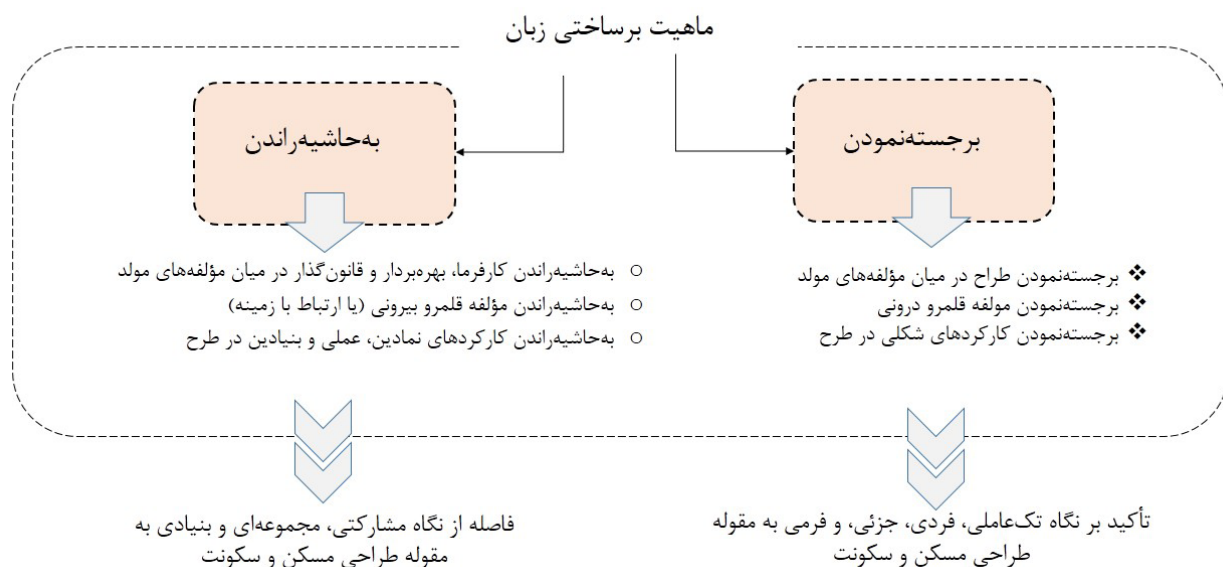 ماهیت برساختی زبان
برجسته‌نمودن
به‌حاشیه‌راندن
❖ برجسته‌نمودن طراح در میان مؤلفه‌های مولد
❖ برجسته‌نمودن مولفه قلمرو درونی
❖ برجسته‌نمودن کارکردهای شکلی در طرح
○ به‌حاشیه‌راندن کارفرما، بهره‌بردار و قانون‌گذار در میان مؤلفه‌های مولد
○ به‌حاشیه‌راندن مؤلفه قلمرو بیرونی (یا ارتباط با زمینه)
○ به‌حاشیه‌راندن کارکردهای نمادین، عملی و بنیادین در طرح
تأکید بر نگاه تک‌عاملی، فردی، جزئی، و فرمی به مقوله
طراحی مسکن و سکونت
فاصله از نگاه مشارکتی، مجموعه‌ای و بنیادی به
مقوله طراحی مسکن و سکونت